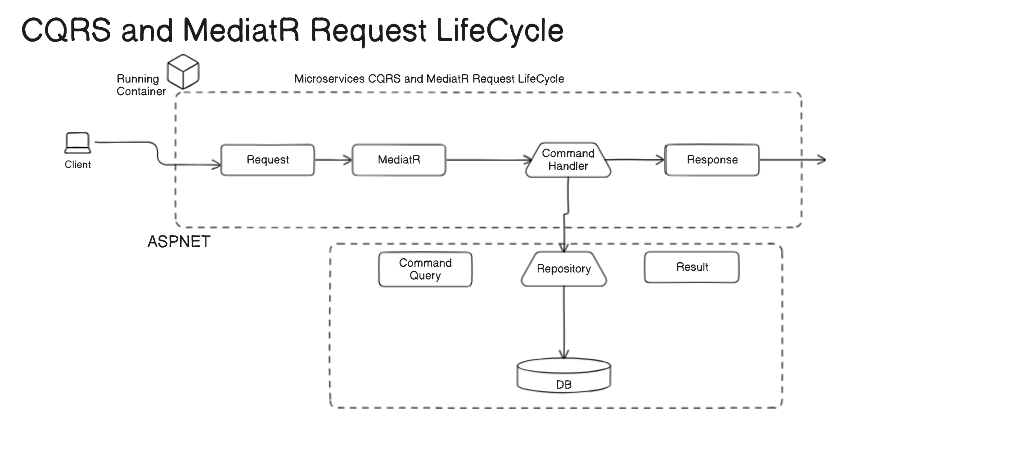 CQRS and MediatR Request LifeCycle
Running
Container
Microservices CQRS and MediatR Request LifeCycle
Client
Request
MediatR
Command
Handler
Response
ASPNET
Command
Query
Repository
Result
DB